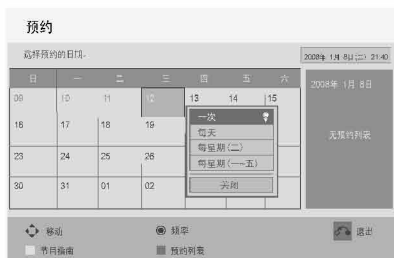 预约
选择预约的日期.
2008年 1月 8日(二) 21:40
日 一 二 三 四 五 六
2008年 1月 8日
09 10 11 12 13 14 15
一次
每天
每星期(二)
每星期(一~五)
关闭
16 17 18 19
无预约列表
23 24 25 26
30 31 01 02
移动 频率 退出
节目指南 预约列表